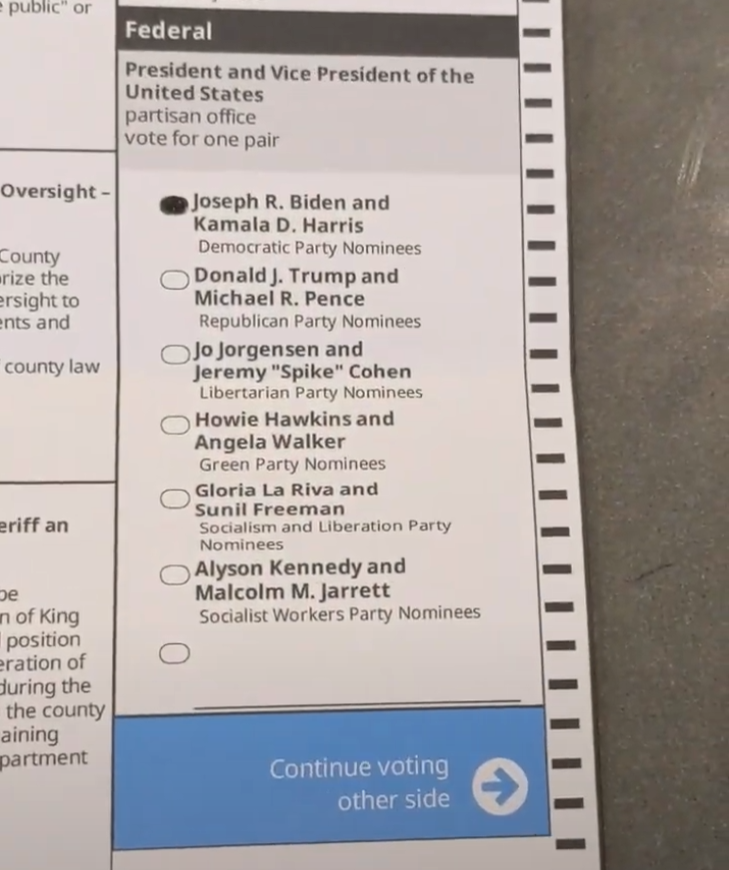 public" or
Oversight –
County
rize the
ersight to
ents and
county law
eriff an
be
n of King
position
eration of
during the
the county
aining
partment
Federal
President and Vice President of the
United States
partisan office
vote for one pair
Joseph R. Biden and
Kamala D. Harris
Democratic Party Nominees
Donald J. Trump and
Michael R. Pence
Republican Party Nominees
Jo Jorgensen and
Jeremy "Spike" Cohen
Libertarian Party Nominees
Howie Hawkins and
Angela Walker
Green Party Nominees
Gloria La Riva and
Sunil Freeman
Socialism and Liberation Party
Nominees
Alyson Kennedy and
Malcolm M. Jarrett
Socialist Workers Party Nominees
Continue voting
other side